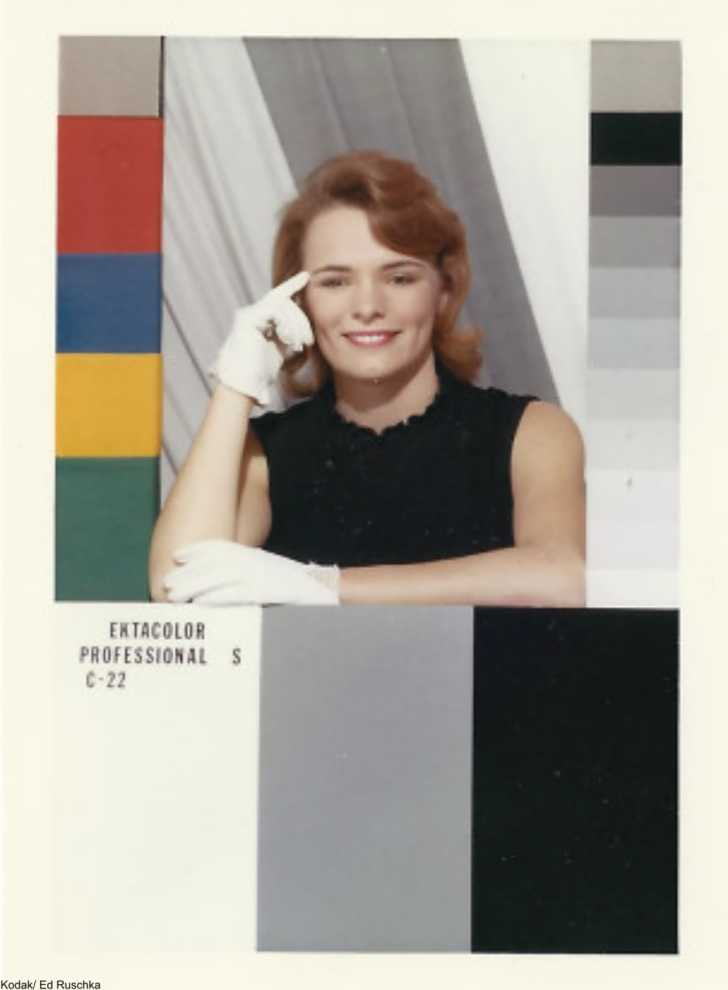 EKTACOLOR
PROFESSIONAL S
C-22
Kodak/ Ed Ruschka